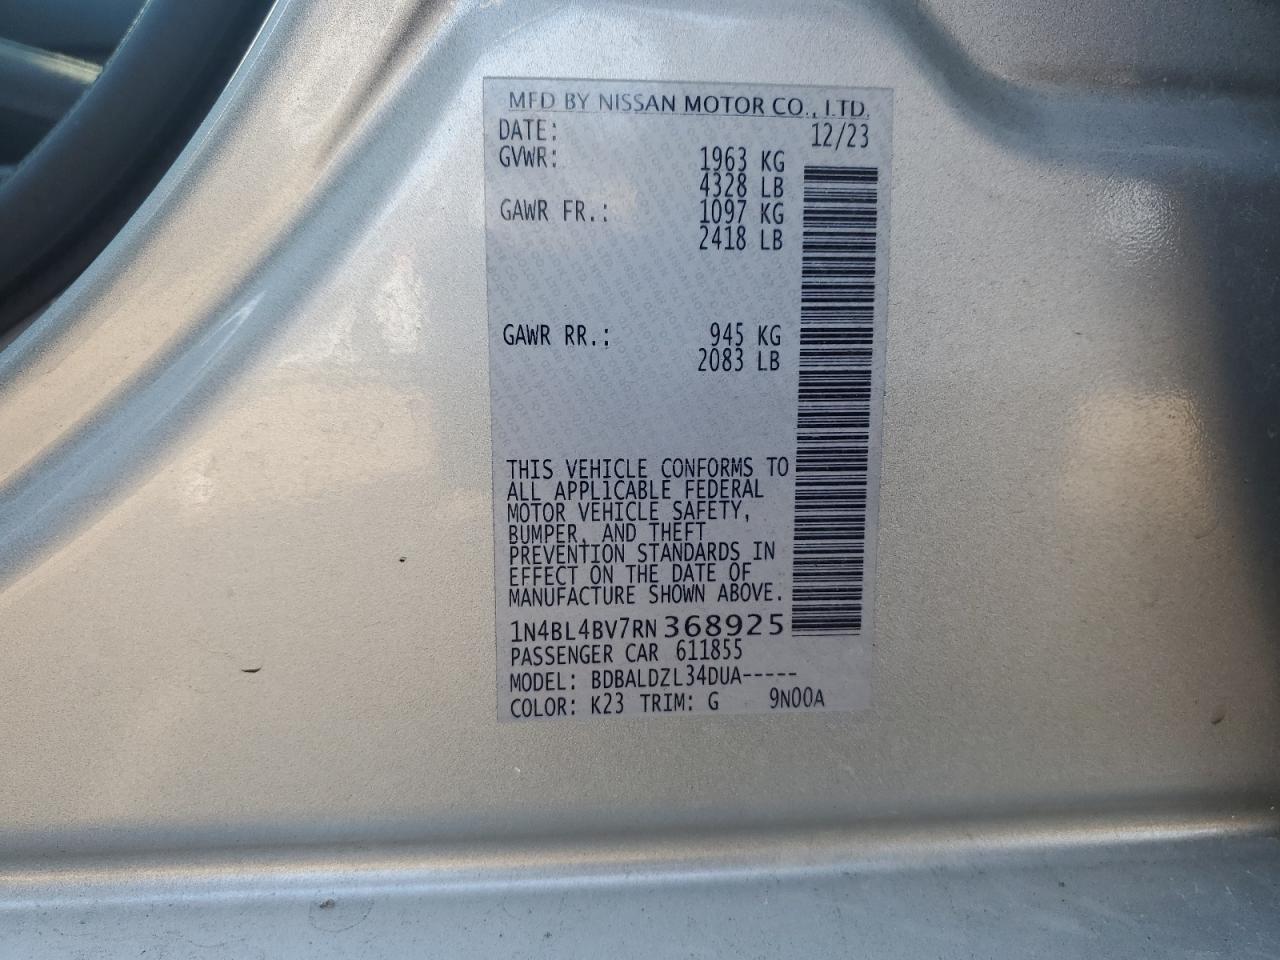 MFD BY NISSAN MOTOR CO., LTD.
DATE: 12/23
GVWR: 1963 KG
4328 LB
GAWR FR.: 1097 KG
2418 LB
GAWR RR.: 945 KG
2083 LB
THIS VEHICLE CONFORMS TO
ALL APPLICABLE FEDERAL
MOTOR VEHICLE SAFETY,
BUMPER, AND THEFT
PREVENTION STANDARDS IN
EFFECT ON THE DATE OF
MANUFACTURE SHOWN ABOVE.
1N4BL4BV7RN368925
PASSENGER CAR 611855
MODEL: BDBALDZL34DUA-----
COLOR: K23 TRIM: G 9N00A